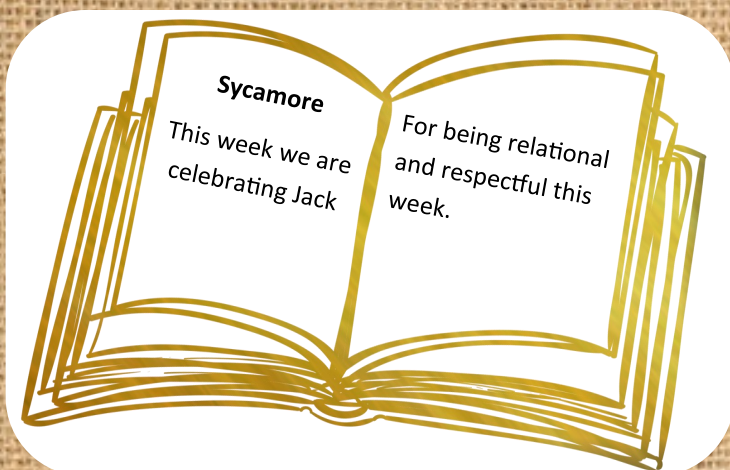 Sycamore
This week we are
celebrating Jack
For being relational
and respectful this
week.